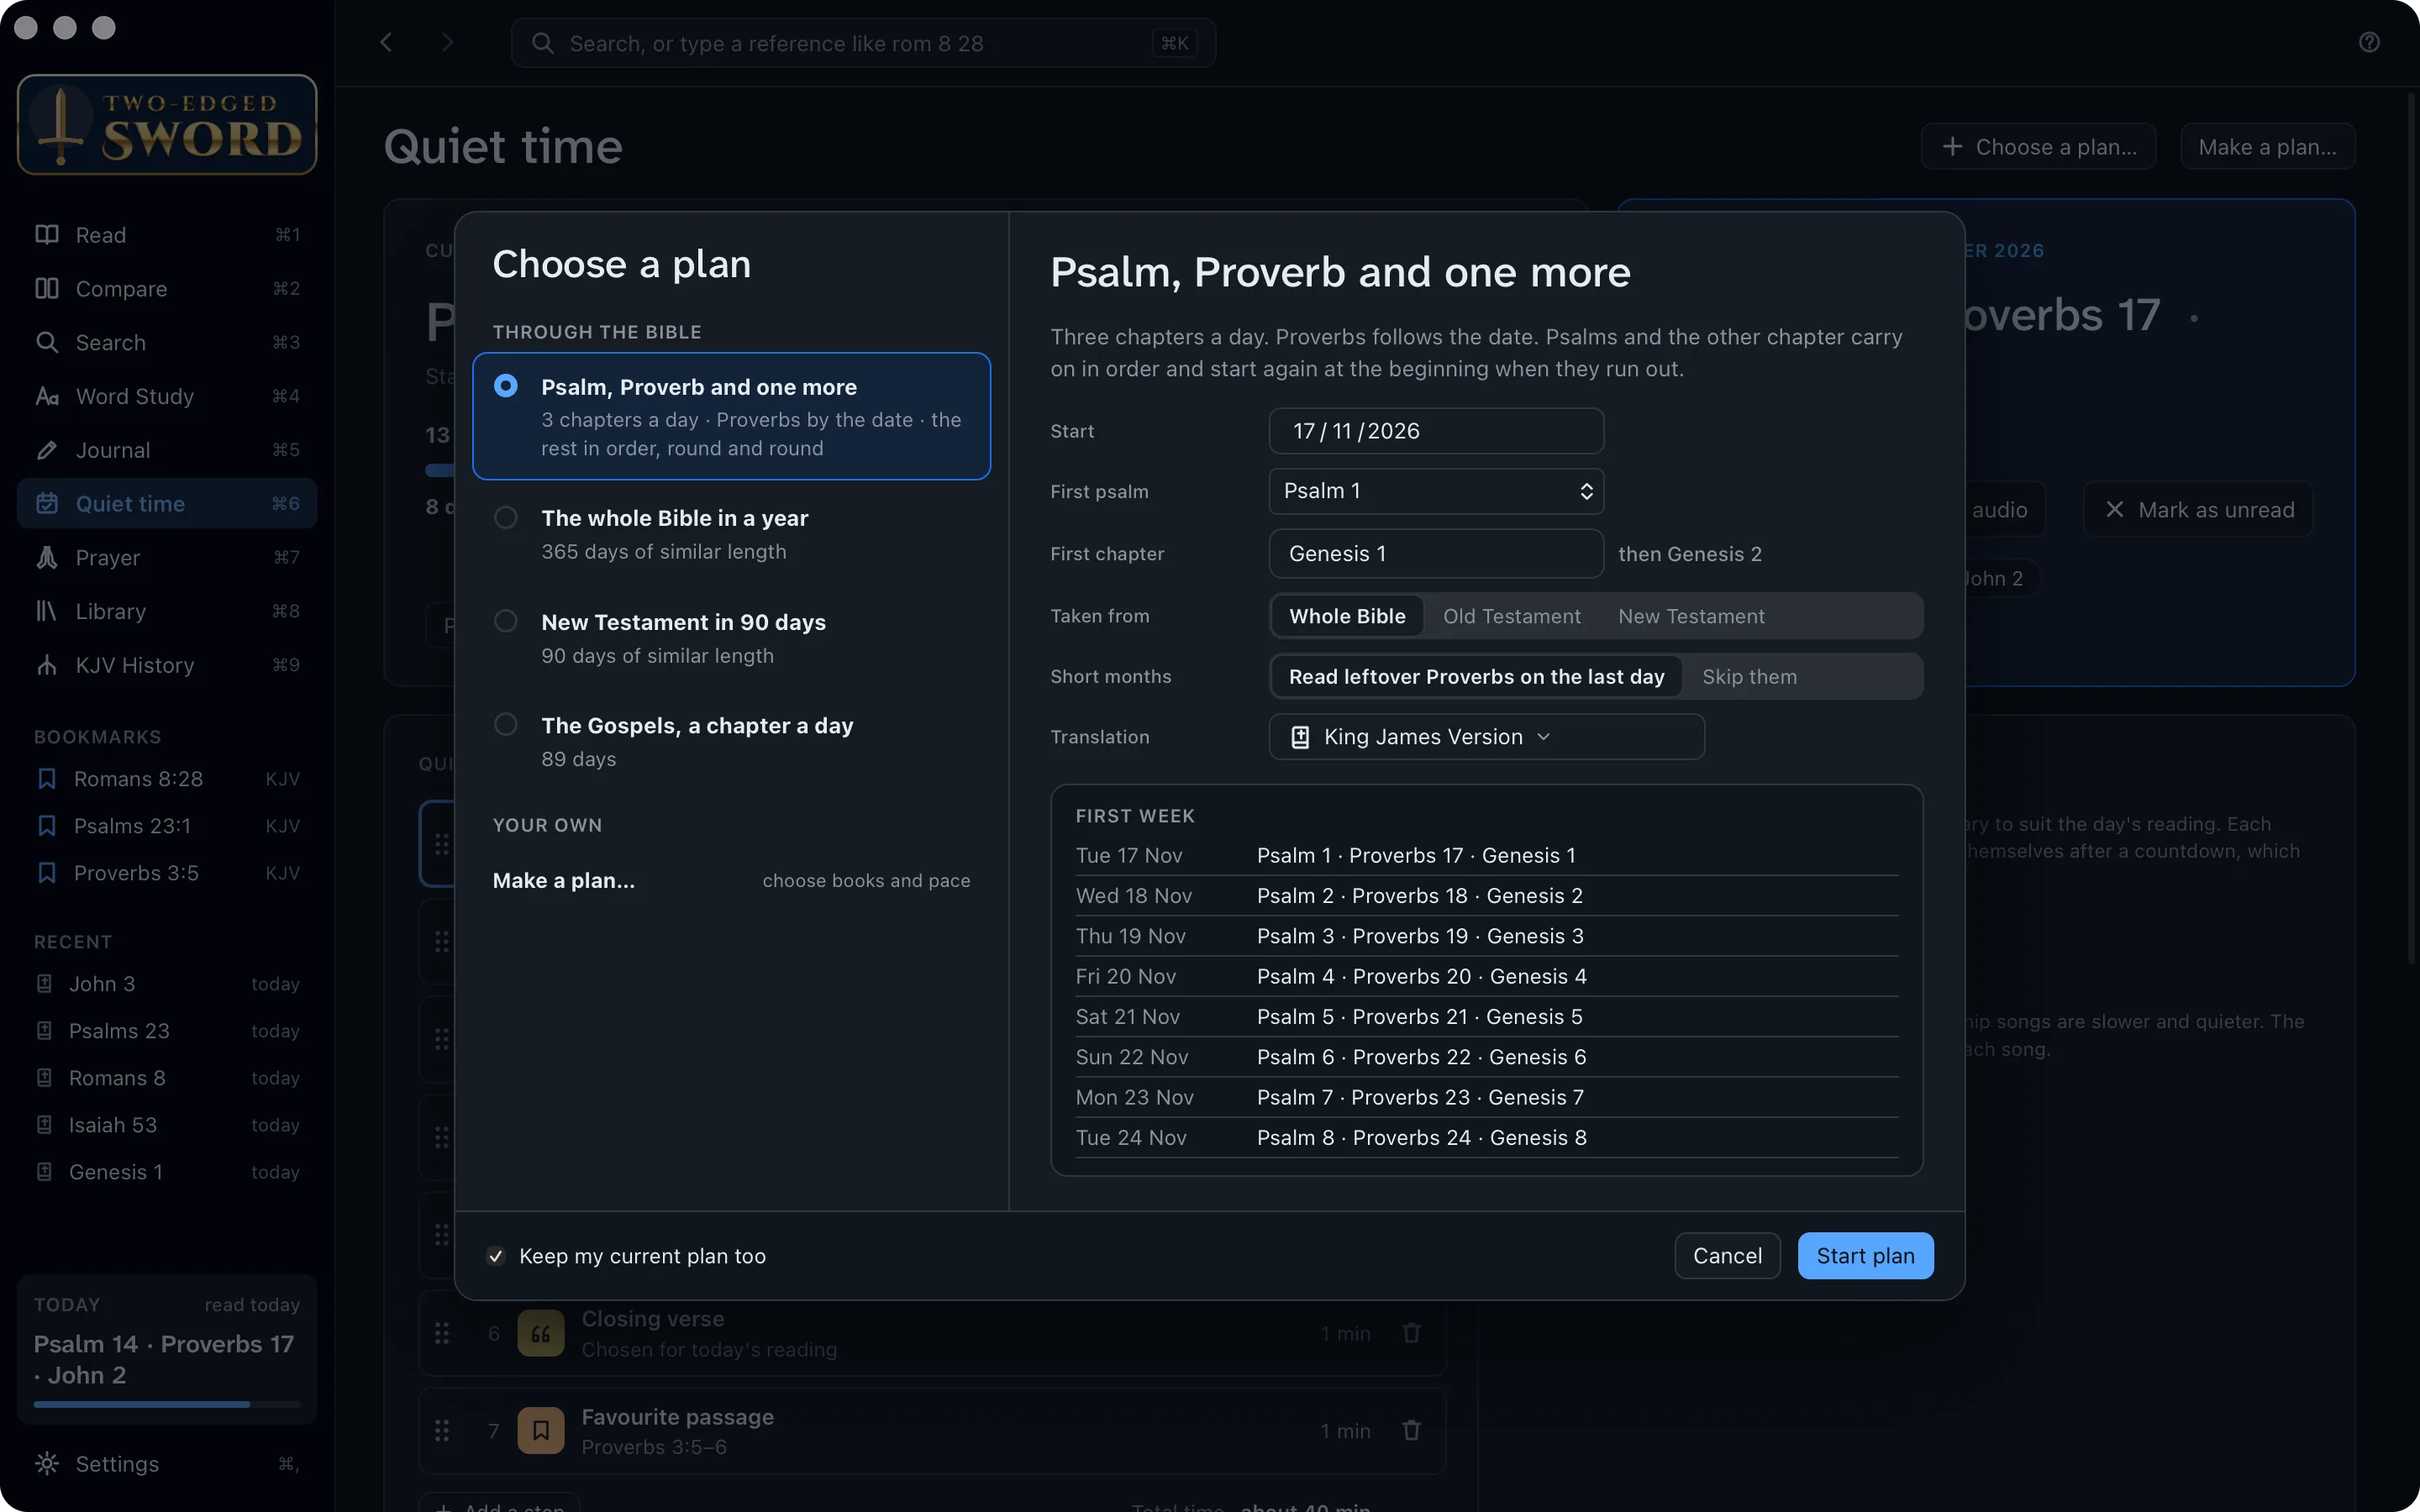 TWO-EDGED
SWORD
Read ⌘1
Compare ⌘2
Search ⌘3
Word Study ⌘4
Journal ⌘5
Quiet time ⌘6
Prayer ⌘7
Library ⌘8
KJV History ⌘9
BOOKMARKS
Romans 8:28 KJV
Psalms 23:1 KJV
Proverbs 3:5 KJV
RECENT
John 3 today
Psalms 23 today
Romans 8 today
Isaiah 53 today
Genesis 1 today
TODAY read today
Psalm 14 · Proverbs 17
· John 2
Settings ⌘,
Search, or type a reference like rom 8 28 ⌘K
Quiet time
Choose a plan...
Make a plan...
Choose a plan
THROUGH THE BIBLE
Psalm, Proverb and one more
3 chapters a day · Proverbs by the date · the
rest in order, round and round
The whole Bible in a year
365 days of similar length
New Testament in 90 days
90 days of similar length
The Gospels, a chapter a day
89 days
YOUR OWN
Make a plan... choose books and pace
Psalm, Proverb and one more
Three chapters a day. Proverbs follows the date. Psalms and the other chapter carry
on in order and start again at the beginning when they run out.
Start 17/11/2026
First psalm Psalm 1
First chapter Genesis 1 then Genesis 2
Taken from Whole Bible Old Testament New Testament
Short months Read leftover Proverbs on the last day Skip them
Translation King James Version
FIRST WEEK
Tue 17 Nov Psalm 1 · Proverbs 17 · Genesis 1
Wed 18 Nov Psalm 2 · Proverbs 18 · Genesis 2
Thu 19 Nov Psalm 3 · Proverbs 19 · Genesis 3
Fri 20 Nov Psalm 4 · Proverbs 20 · Genesis 4
Sat 21 Nov Psalm 5 · Proverbs 21 · Genesis 5
Sun 22 Nov Psalm 6 · Proverbs 22 · Genesis 6
Mon 23 Nov Psalm 7 · Proverbs 23 · Genesis 7
Tue 24 Nov Psalm 8 · Proverbs 24 · Genesis 8
Keep my current plan too
Cancel
Start plan
2026
17 ·
audio
Mark as unread
John 2
to suit the day's reading. Each
after a countdown, which
songs are slower and quieter. The
song.
13
8
6 Closing verse 1 min
Chosen for today's reading
7 Favourite passage 1 min
Proverbs 3:5–6
Add a step Total time about 40 min